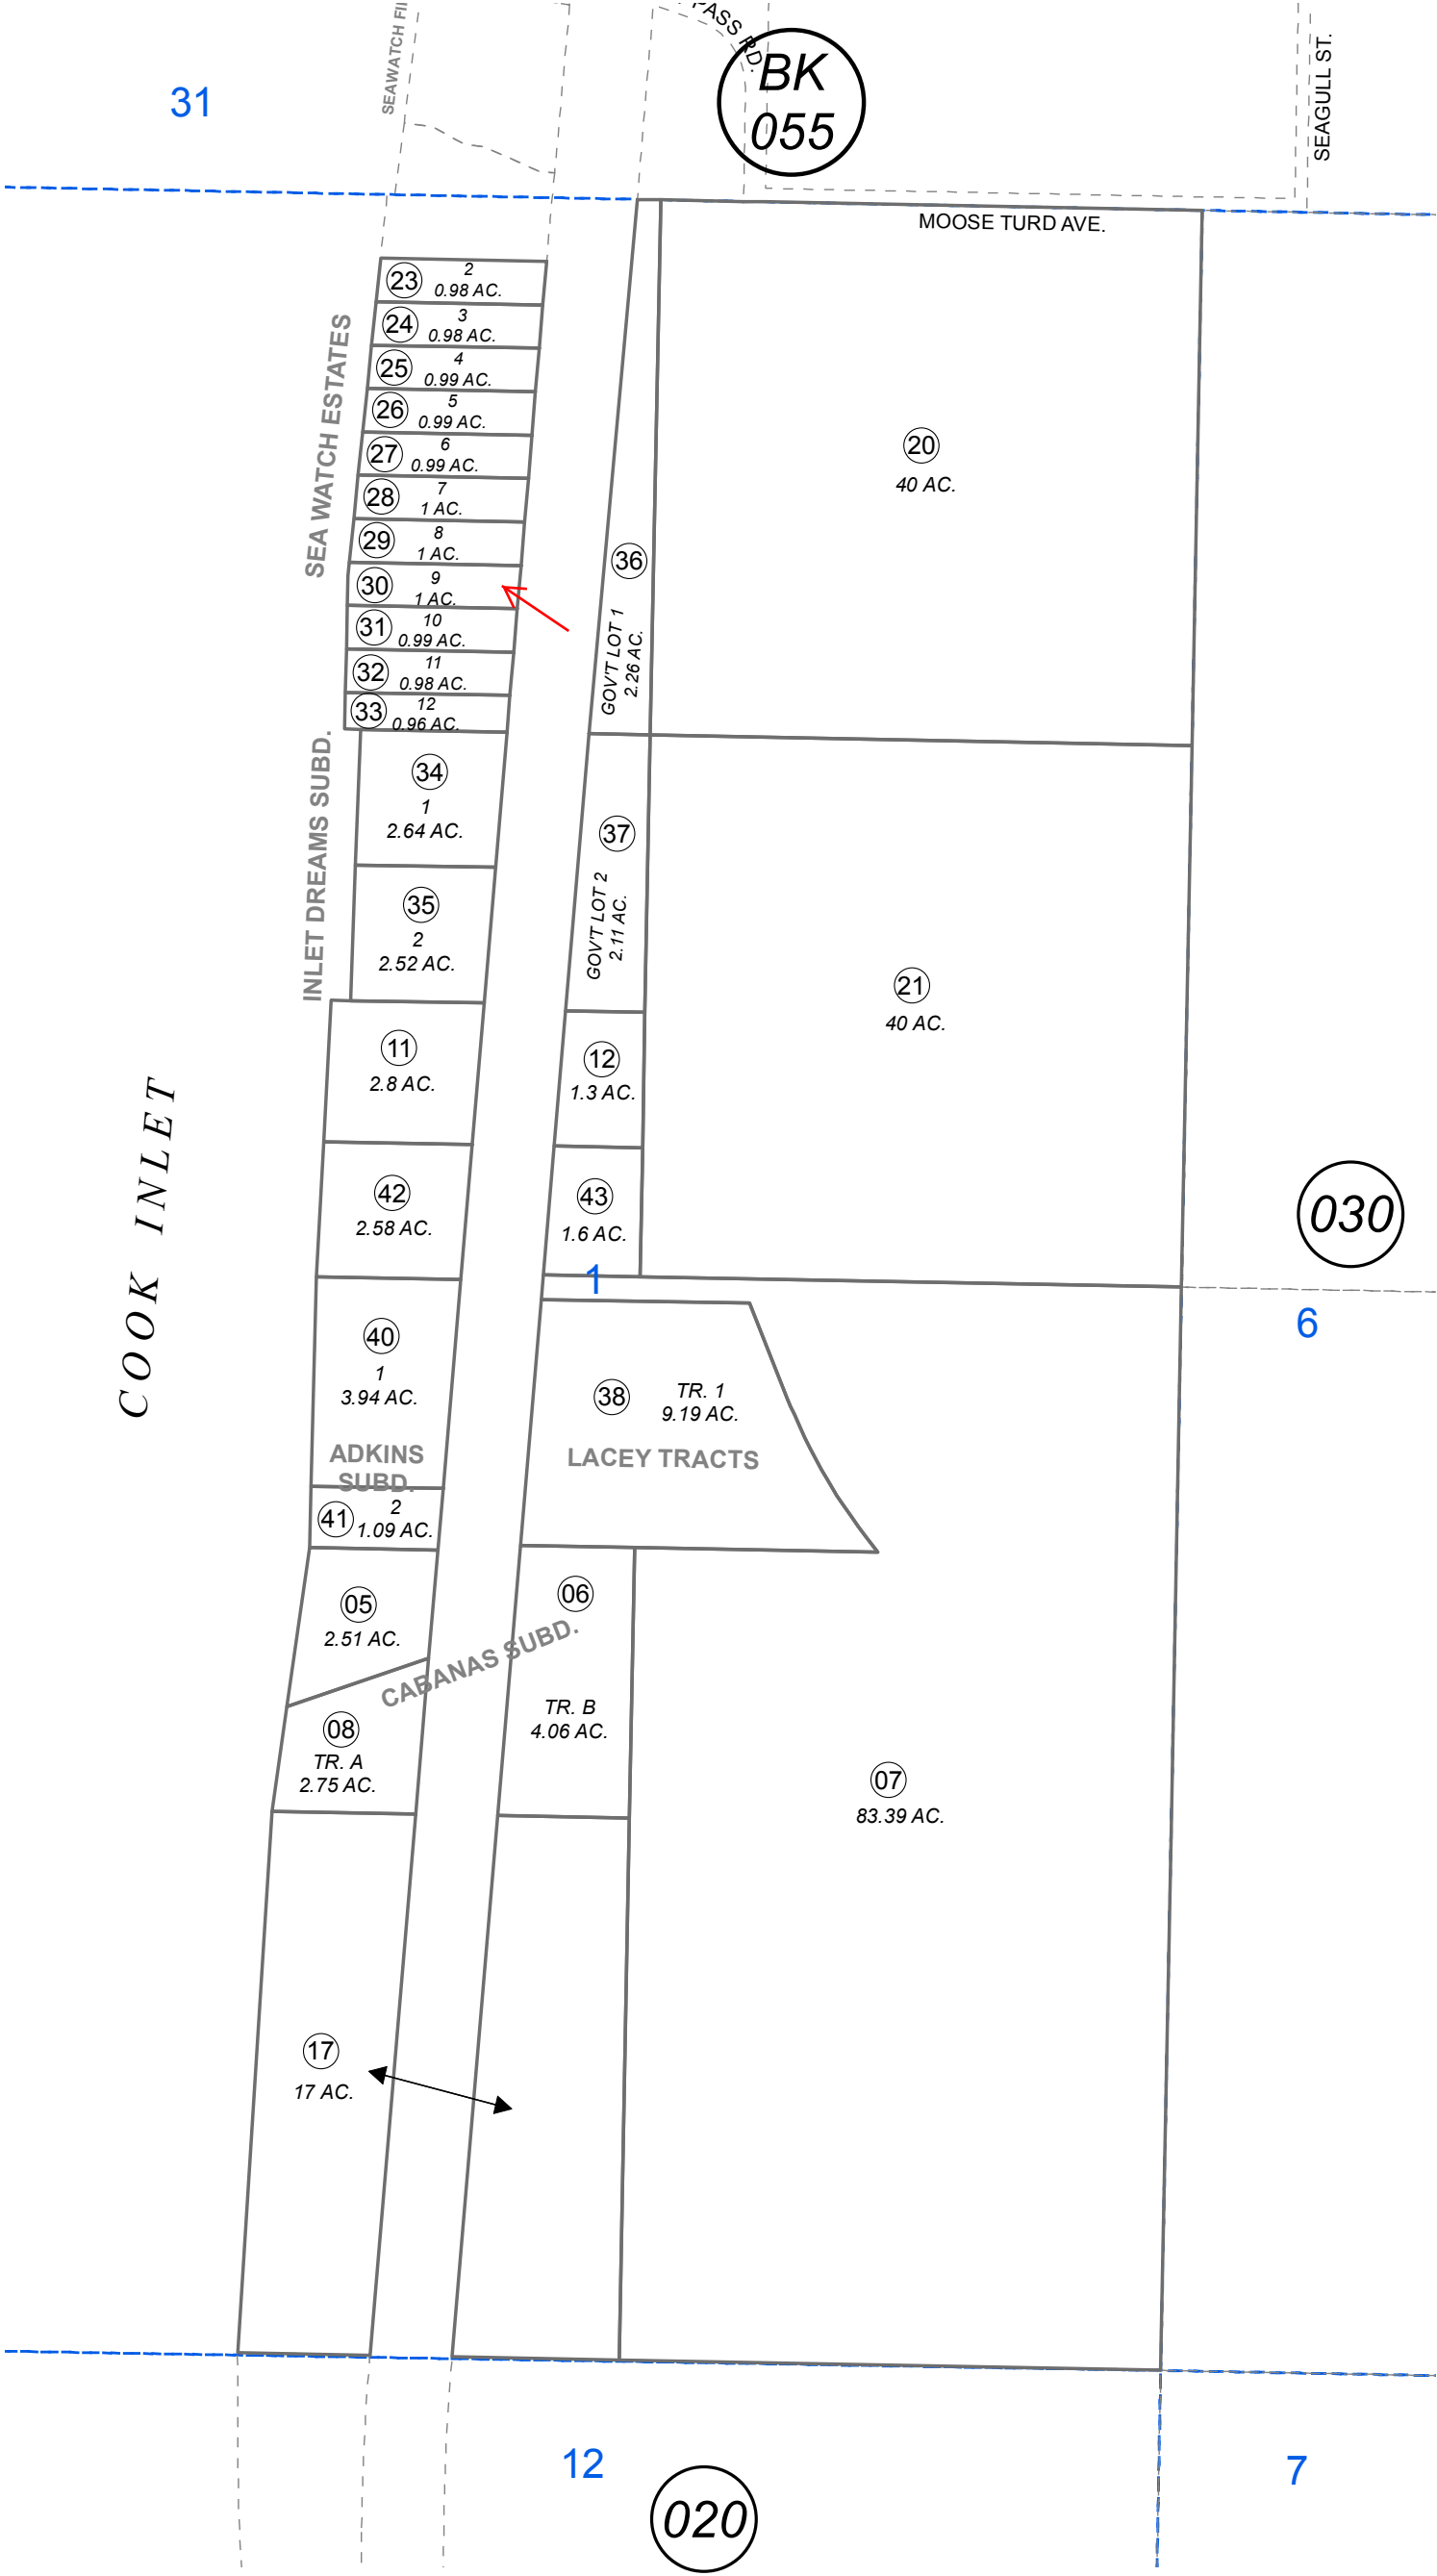 SEAWATCH
PASS RD.
BK
055
SEAGULL ST.
31
MOOSE TURD AVE.
23
2
0.98 AC.
24
3
0.98 AC.
25
4
0.99 AC.
26
5
0.99 AC.
27
6
0.99 AC.
28
7
1 AC.
29
8
1 AC.
30
9
1 AC.
31
10
0.99 AC.
32
11
0.98 AC.
33
12
0.96 AC.
SEA WATCH ESTATES
20
40 AC.
36
GOV'T LOT 1
2.26 AC.
INLET DREAMS SUBD.
34
1
2.64 AC.
35
2
2.52 AC.
37
GOV'T LOT 2
2.11 AC.
21
40 AC.
11
2.8 AC.
12
1.3 AC.
42
2.58 AC.
43
1.6 AC.
COOK INLET
030
1
6
40
1
3.94 AC.
ADKINS
SUBD.
38
TR. 1
9.19 AC.
LACEY TRACTS
41
2
1.09 AC.
05
2.51 AC.
06
CABANAS SUBD.
TR. B
4.06 AC.
08
TR. A
2.75 AC.
07
83.39 AC.
17
17 AC.
12
7
020